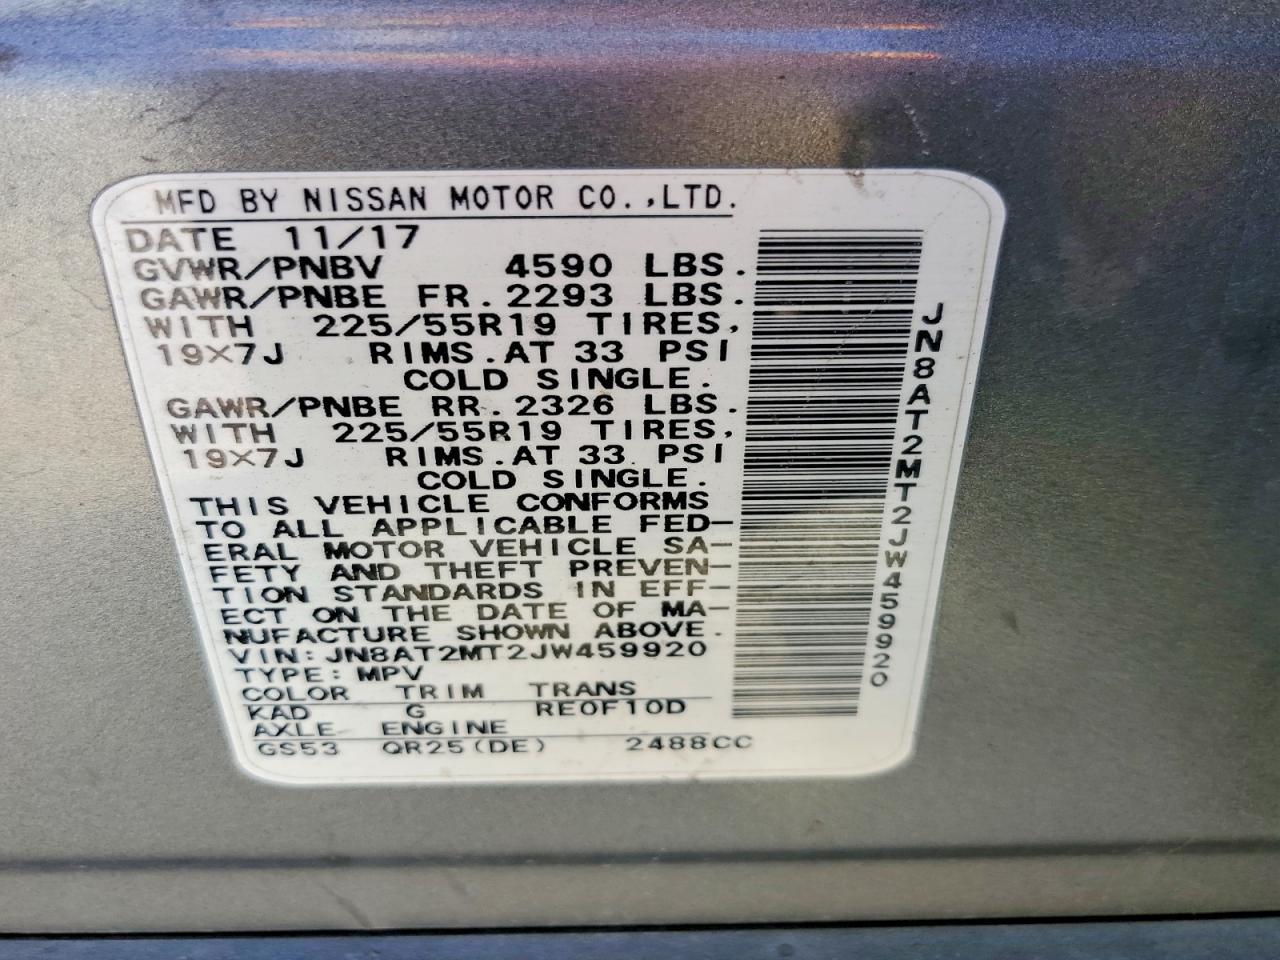 MFD BY NISSAN MOTOR CO.,LTD.
DATE 11/17
GVWR/PNBV 4590 LBS.
GAWR/PNBE FR. 2293 LBS.
WITH 225/55R19 TIRES,
19×7J RIMS.AT 33 PSI
COLD SINGLE.
GAWR/PNBE RR. 2326 LBS.
WITH 225/55R19 TIRES,
19×7J RIMS.AT 33 PSI
COLD SINGLE.
THIS VEHICLE CONFORMS
TO ALL APPLICABLE FED-
ERAL MOTOR VEHICLE SA-
FETY AND THEFT PREVEN-
TION STANDARDS IN EFF-
ECT ON THE DATE OF MA-
NUFACTURE SHOWN ABOVE.
VIN:JN8AT2MT2JW459920
TYPE:MPV
COLOR TRIM TRANS
KAD G RE0F10D
AXLE ENGINE
GS53 QR25(DE) 2488CC
JN8AT2MT2JW459920